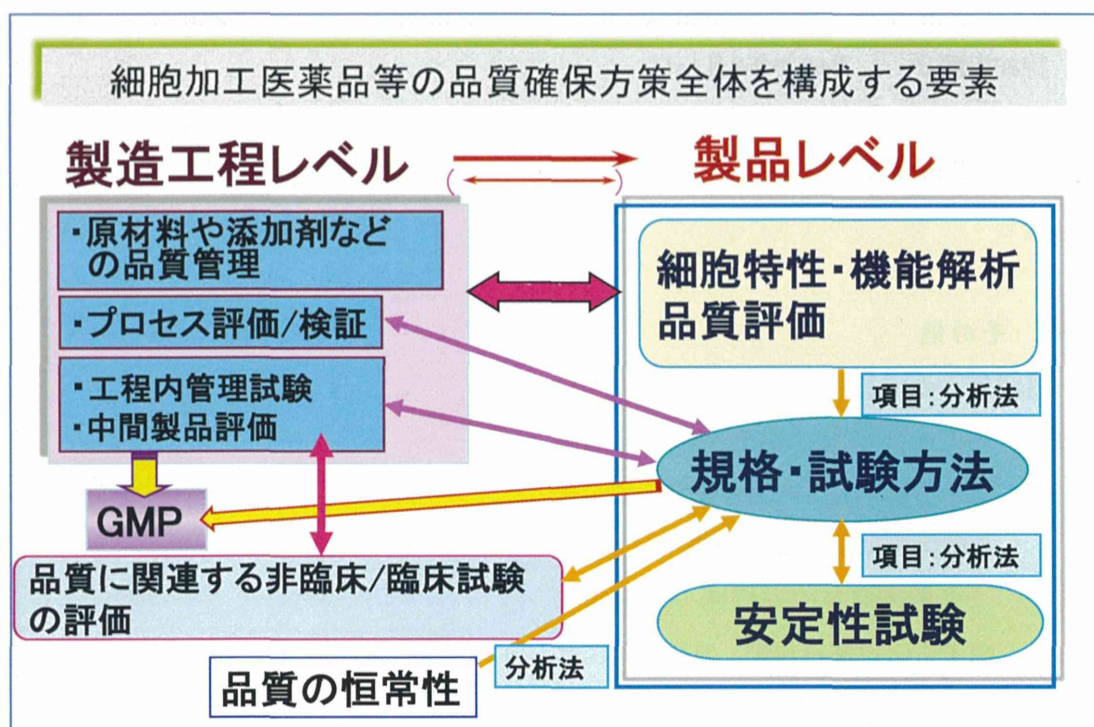 細胞加工医薬品等の品質確保方策全体を構成する要素
製造工程レベル
製品レベル
・原材料や添加剤など
の品質管理
・プロセス評価/検証
・工程内管理試験
・中間製品評価
GMP
品質に関連する非臨床/臨床試験
の評価
品質の恒常性
分析法
細胞特性・機能解析
品質評価
項目:分析法
規格・試験方法
項目:分析法
安定性試験